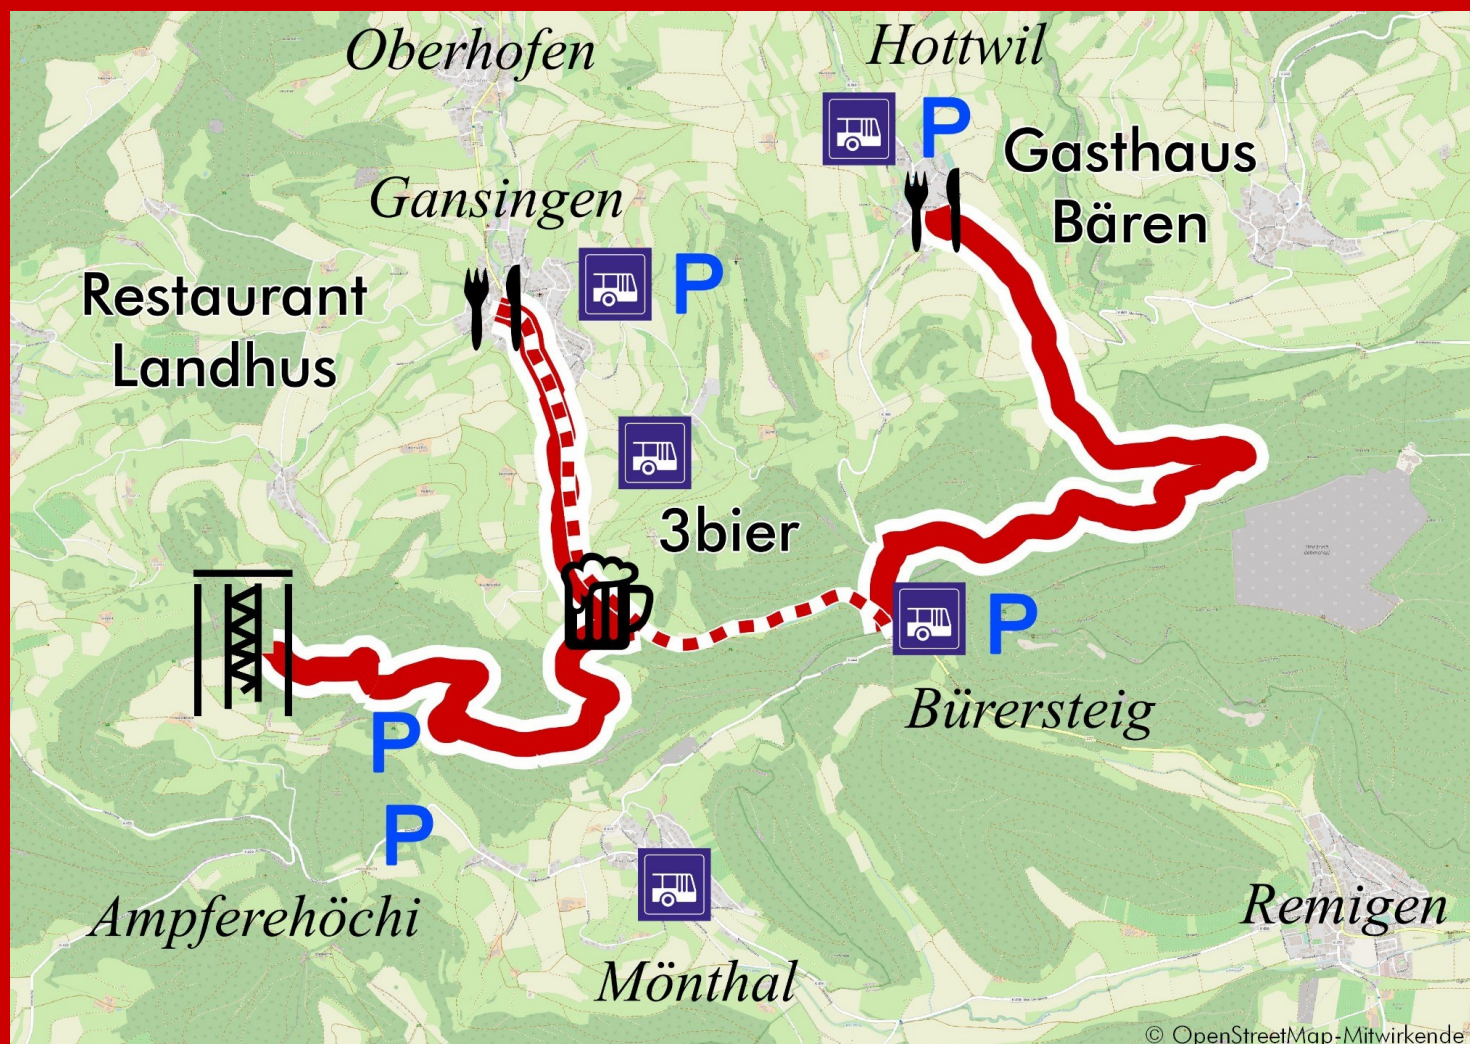 Oberhofen
Hottwil
P
Gasthaus
Bären
Gansingen
P
Restaurant
Landhus
3bier
P
Bürersteig
P
P
Ampferehöchi
Remigen
Mönthal
© OpenStreetMap-Mitwirkende